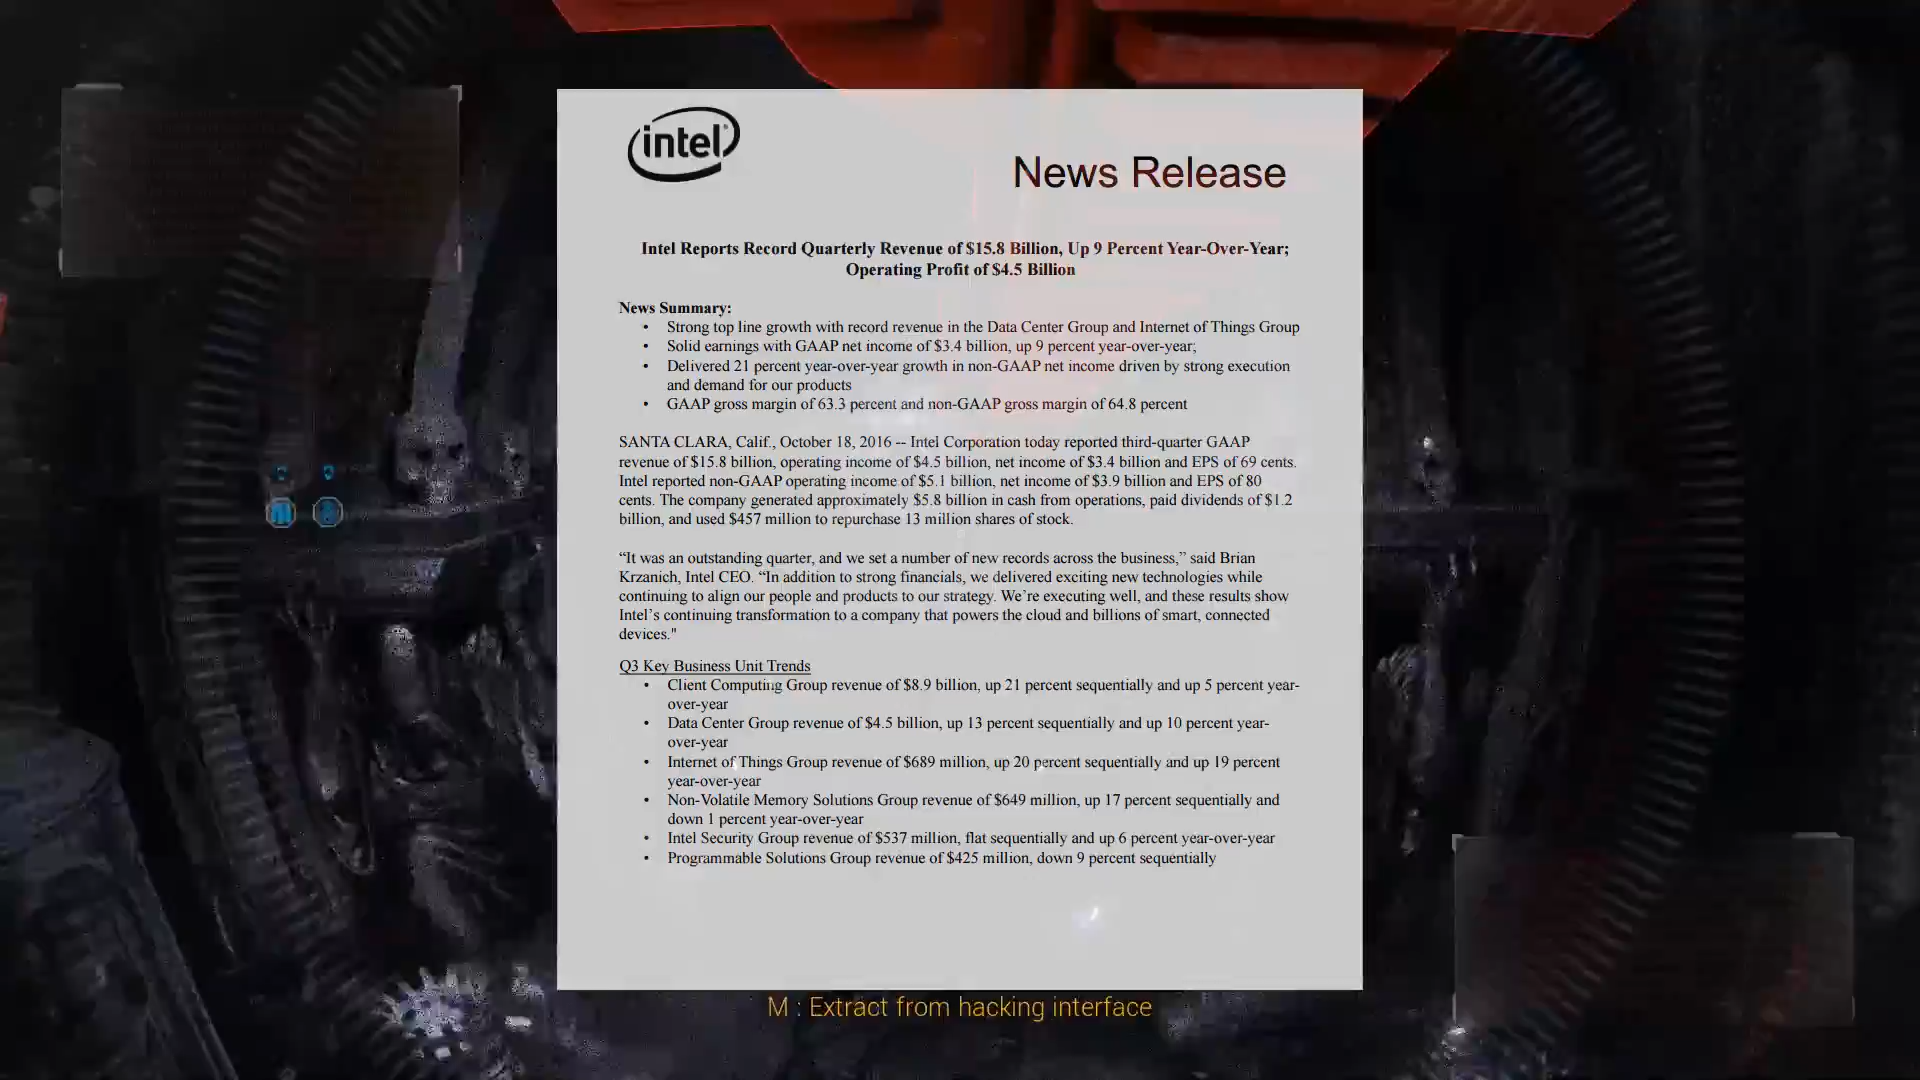 intel
News Release
Intel Reports Record Quarterly Revenue of $15.8 Billion, Up 9 Percent Year-Over-Year;
Operating Profit of $4.5 Billion
News Summary:
• Strong top line growth with record revenue in the Data Center Group and Internet of Things Group
• Solid earnings with GAAP net income of $3.4 billion, up 9 percent year-over-year;
• Delivered 21 percent year-over-year growth in non-GAAP net income driven by strong execution
and demand for our products
• GAAP gross margin of 63.3 percent and non-GAAP gross margin of 64.8 percent
SANTA CLARA, Calif., October 18, 2016 -- Intel Corporation today reported third-quarter GAAP
revenue of $15.8 billion, operating income of $4.5 billion, net income of $3.4 billion and EPS of 69 cents.
Intel reported non-GAAP operating income of $5.1 billion, net income of $3.9 billion and EPS of 80
cents. The company generated approximately $5.8 billion in cash from operations, paid dividends of $1.2
billion, and used $457 million to repurchase 13 million shares of stock.
“It was an outstanding quarter, and we set a number of new records across the business,” said Brian
Krzanich, Intel CEO. “In addition to strong financials, we delivered exciting new technologies while
continuing to align our people and products to our strategy. We’re executing well, and these results show
Intel’s continuing transformation to a company that powers the cloud and billions of smart, connected
devices."
Q3 Key Business Unit Trends
• Client Computing Group revenue of $8.9 billion, up 21 percent sequentially and up 5 percent year-
over-year
• Data Center Group revenue of $4.5 billion, up 13 percent sequentially and up 10 percent year-
over-year
• Internet of Things Group revenue of $689 million, up 20 percent sequentially and up 19 percent
year-over-year
• Non-Volatile Memory Solutions Group revenue of $649 million, up 17 percent sequentially and
down 1 percent year-over-year
• Intel Security Group revenue of $537 million, flat sequentially and up 6 percent year-over-year
• Programmable Solutions Group revenue of $425 million, down 9 percent sequentially
M : Extract from hacking interface